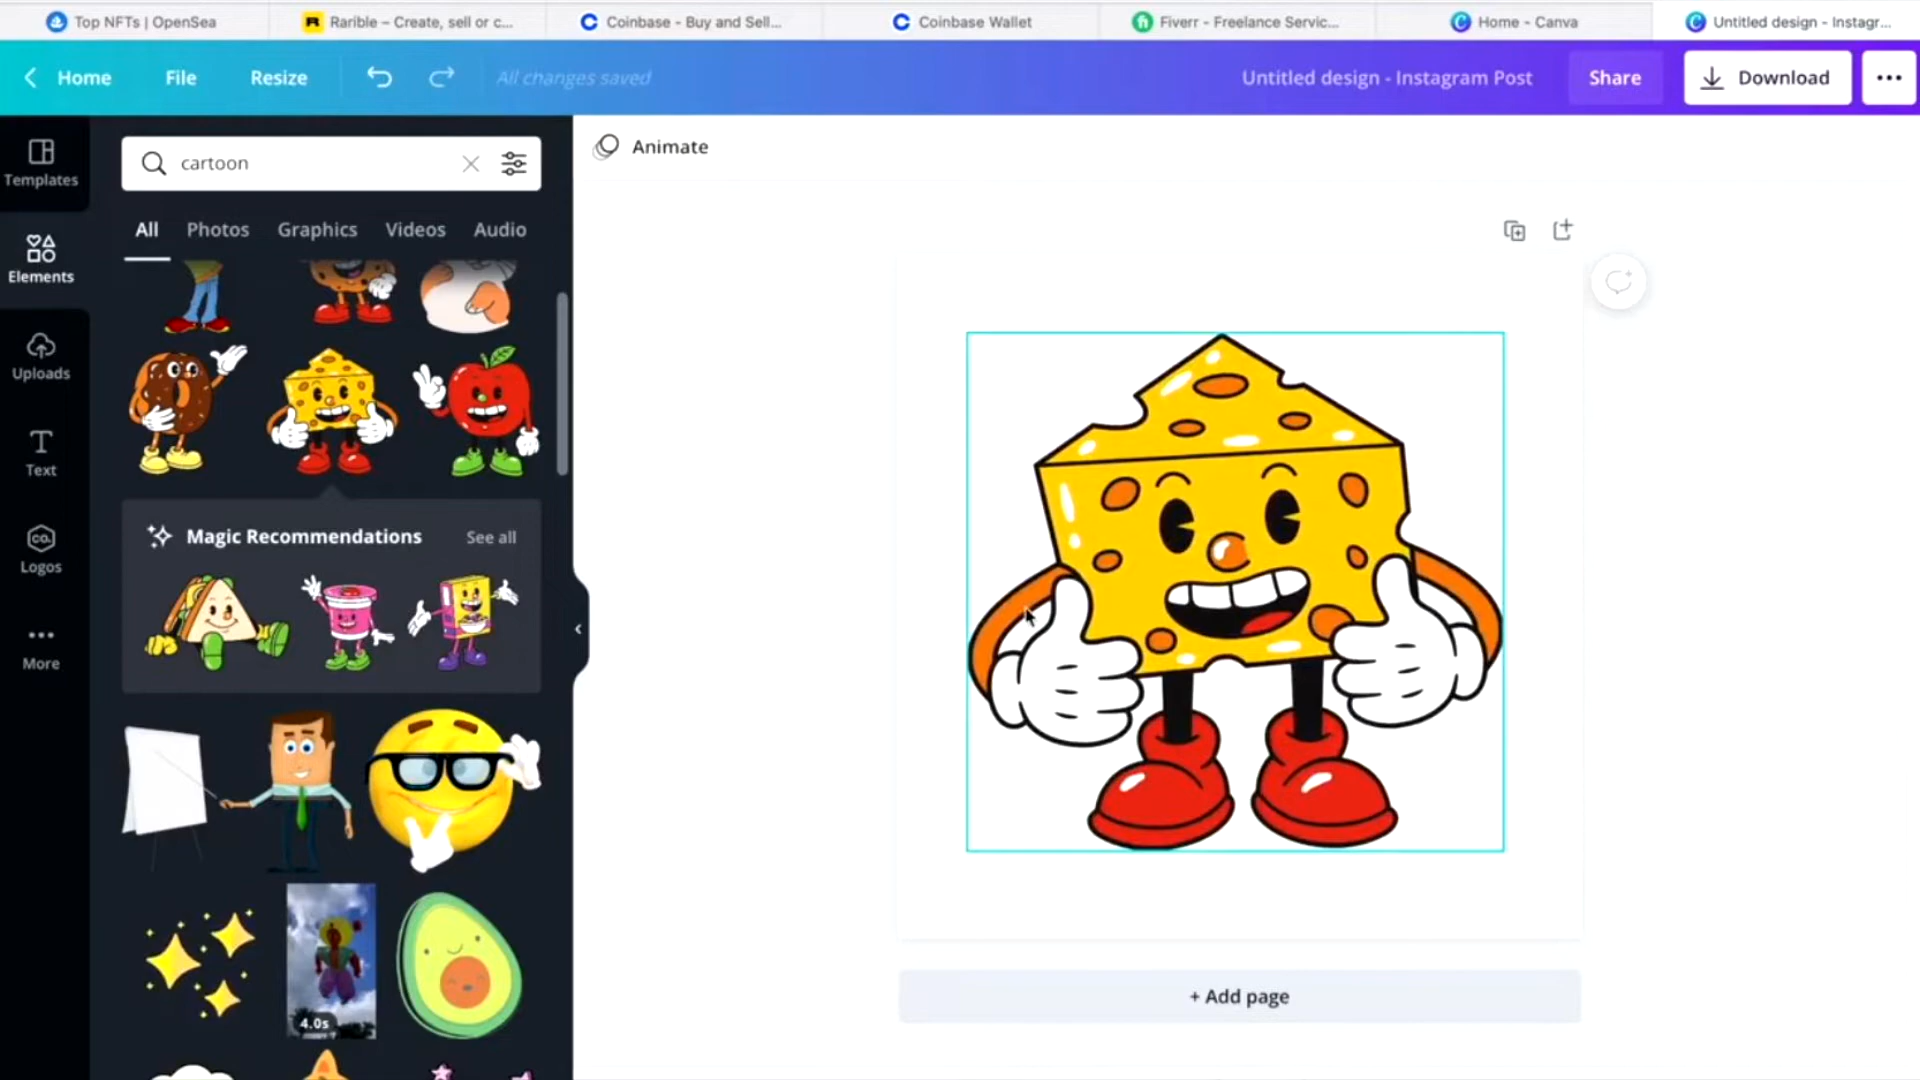 Top NFTs | OpenSea
Rarible – Create, sell or c...
Coinbase - Buy and Sell...
Coinbase Wallet
Fiverr - Freelance Servic...
Home - Canva
Untitled design - Instagr...
Home
File
Resize
All changes saved
Untitled design - Instagram Post
Share
Download
Templates
Elements
Uploads
Text
CO.
Logos
More
cartoon
All
Photos
Graphics
Videos
Audio
Magic Recommendations
See all
4.0s
Animate
+ Add page